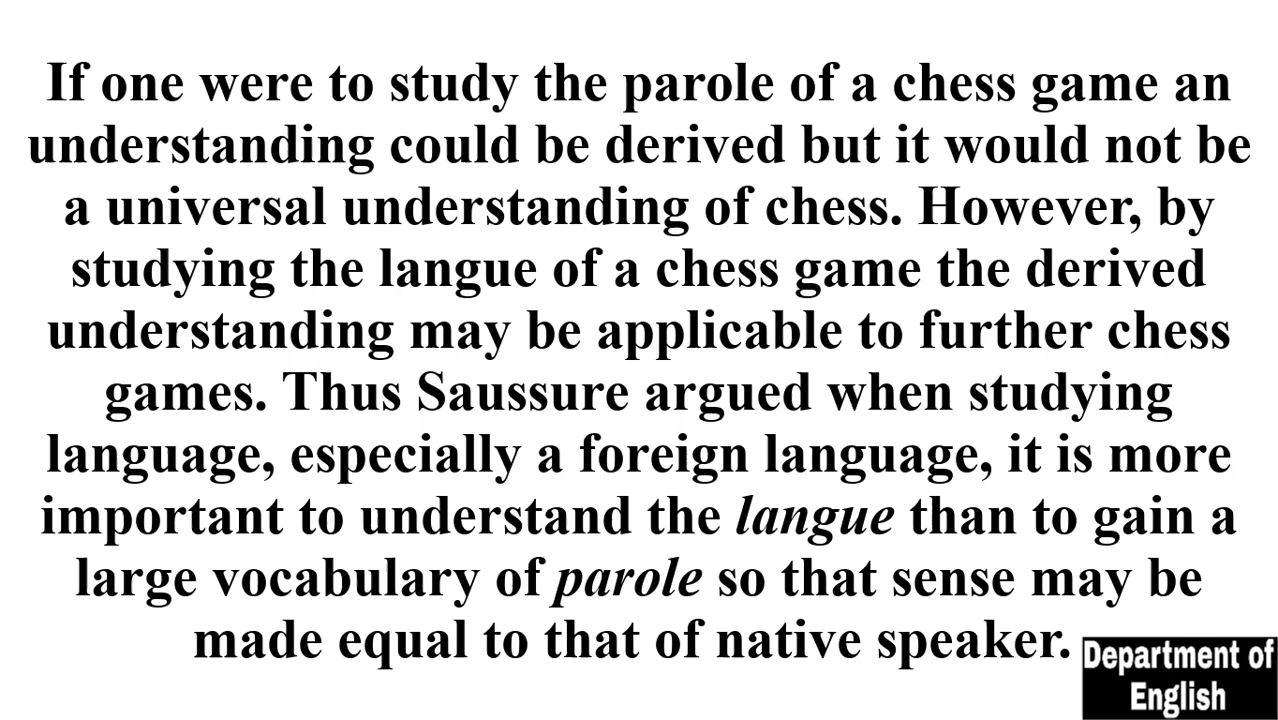 If one were to study the parole of a chess game an
understanding could be derived but it would not be
a universal understanding of chess. However, by
studying the langue of a chess game the derived
understanding may be applicable to further chess
games. Thus Saussure argued when studying
language, especially a foreign language, it is more
important to understand the langue than to gain a
large vocabulary of parole so that sense may be
made equal to that of native speaker.
Department of
English